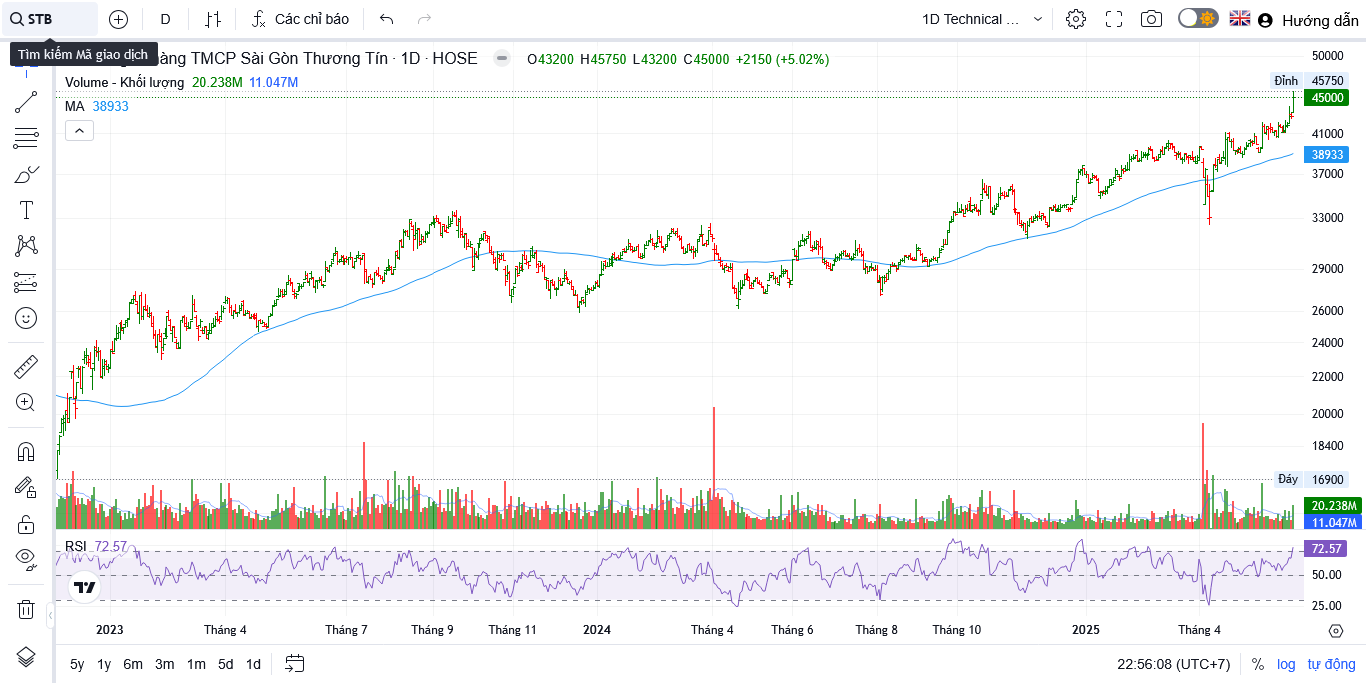 STB
D
Các chỉ báo
1D Technical ...
Hướng dẫn
Tìm kiếm Mã giao dịch
àng TMCP Sài Gòn Thương Tín · 1D · HOSE
O43200 H45750 L43200 C45000 +2150 (+5.02%)
Volume - Khối lượng 20.238M 11.047M
MA 38933
50000
Đỉnh 45750
45000
41000
38933
37000
33000
29000
26000
24000
22000
20000
18400
Đáy 16900
20.238M
11.047M
RSI 72.57
72.57
50.00
25.00
2023 Tháng 4 Tháng 7 Tháng 9 Tháng 11 2024 Tháng 4 Tháng 6 Tháng 8 Tháng 10 2025 Tháng 4
5y 1y 6m 3m 1m 5d 1d
22:56:08 (UTC+7) % log tự động